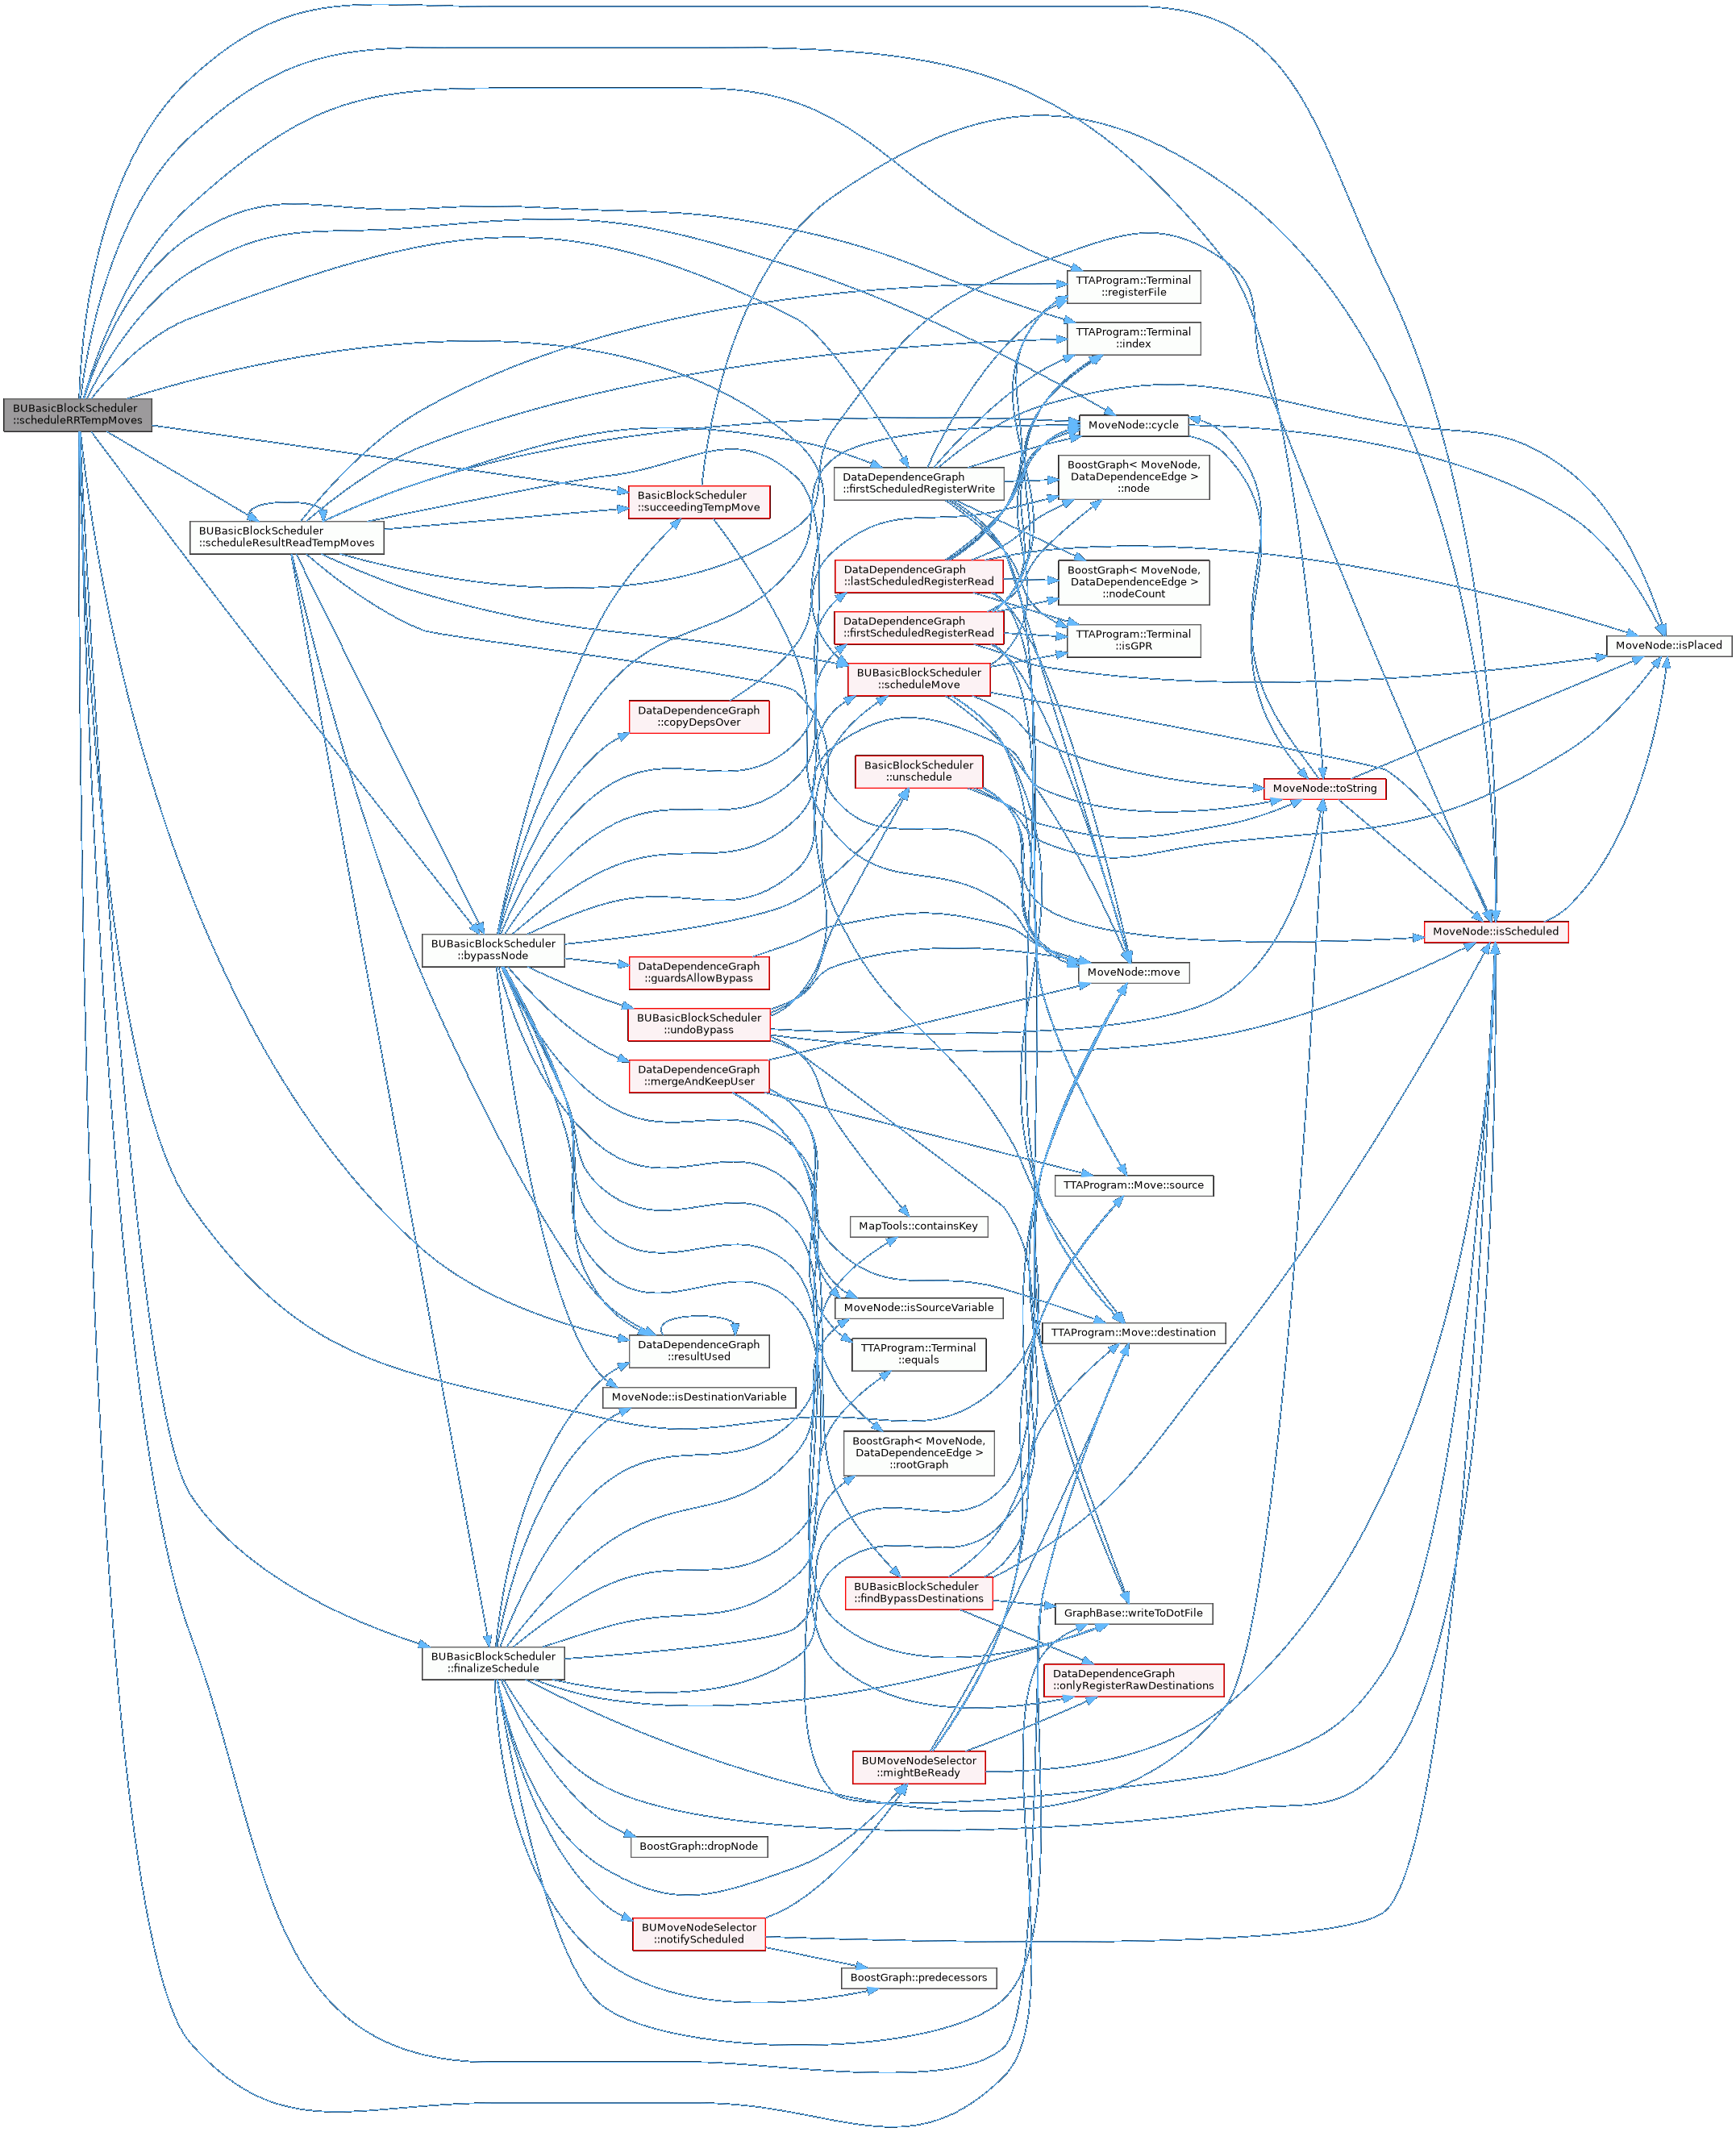 BUBasicBlockScheduler
::scheduleRRTempMoves
BUBasicBlockScheduler
::scheduleResultReadTempMoves
BUBasicBlockScheduler
::bypassNode
BUBasicBlockScheduler
::finalizeSchedule
BasicBlockScheduler
::succeedingTempMove
DataDependenceGraph
::copyDepsOver
DataDependenceGraph
::guardsAllowBypass
BUBasicBlockScheduler
::undoBypass
DataDependenceGraph
::mergeAndKeepUser
DataDependenceGraph
::resultUsed
MoveNode::isDestinationVariable
BoostGraph::dropNode
BUMoveNodeSelector
::notifyScheduled
DataDependenceGraph
::firstScheduledRegisterWrite
DataDependenceGraph
::lastScheduledRegisterRead
DataDependenceGraph
::firstScheduledRegisterRead
BUBasicBlockScheduler
::scheduleMove
BasicBlockScheduler
::unschedule
MapTools::containsKey
MoveNode::isSourceVariable
TTAProgram::Terminal
::equals
BoostGraph< MoveNode,
DataDependenceEdge >
::rootGraph
BUBasicBlockScheduler
::findBypassDestinations
BUMoveNodeSelector
::mightBeReady
BoostGraph::predecessors
TTAProgram::Terminal
::registerFile
TTAProgram::Terminal
::index
MoveNode::cycle
BoostGraph< MoveNode,
DataDependenceEdge >
::node
BoostGraph< MoveNode,
DataDependenceEdge >
::nodeCount
TTAProgram::Terminal
::isGPR
MoveNode::move
TTAProgram::Move::source
TTAProgram::Move::destination
GraphBase::writeToDotFile
DataDependenceGraph
::onlyRegisterRawDestinations
MoveNode::toString
MoveNode::isScheduled
MoveNode::isPlaced